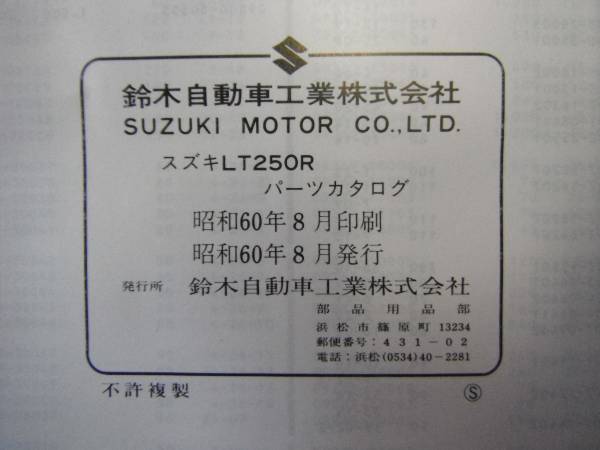 鈴木自動車工業株式会社
SUZUKI MOTOR CO.,LTD.
スズキLT250R
パーツカタログ
昭和60年8月印刷
昭和60年8月発行
発行所 鈴木自動車工業株式会社
部品用品部
浜松市篠原町13234
郵便番号:431-02
電話:浜松(0534)40-2281
不許複製 Ⓢ